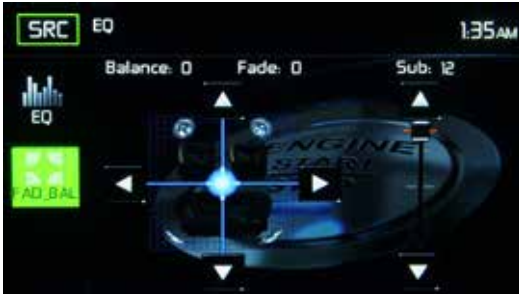 SRC EQ 1:35AM
Balance: 0 Fade: 0 Sub: 12
EQ
FAD_BAL
ENGINE
START